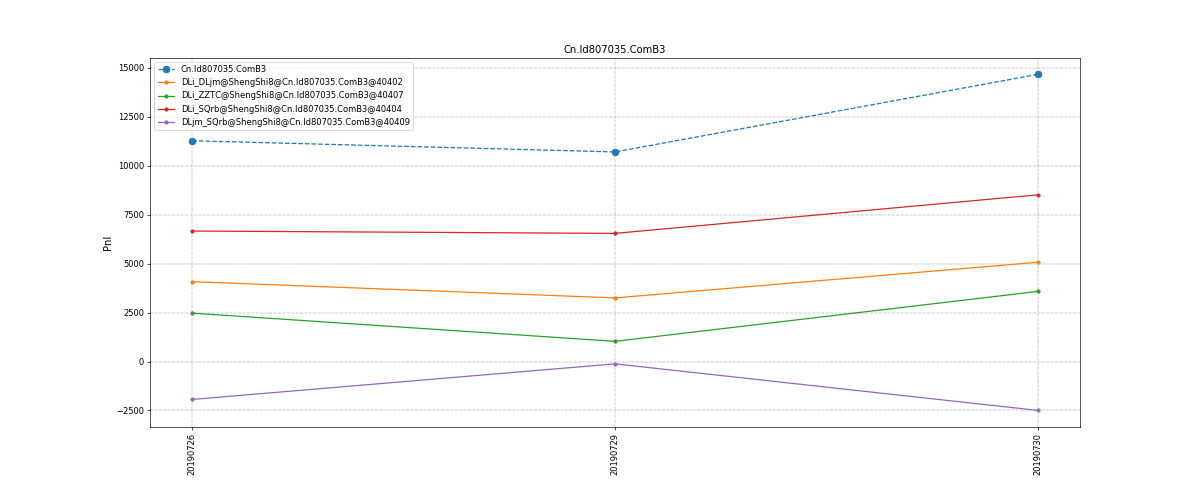 Cn.Id807035.ComB3
15000
12500
10000
7500
5000
2500
0
−2500
Pnl
Cn.Id807035.ComB3
DLi_DLjm@ShengShi8@Cn.Id807035.ComB3@40402
DLi_ZZTC@ShengShi8@Cn.Id807035.ComB3@40407
DLi_SQrb@ShengShi8@Cn.Id807035.ComB3@40404
DLjm_SQrb@ShengShi8@Cn.Id807035.ComB3@40409
20190726
20190729
20190730